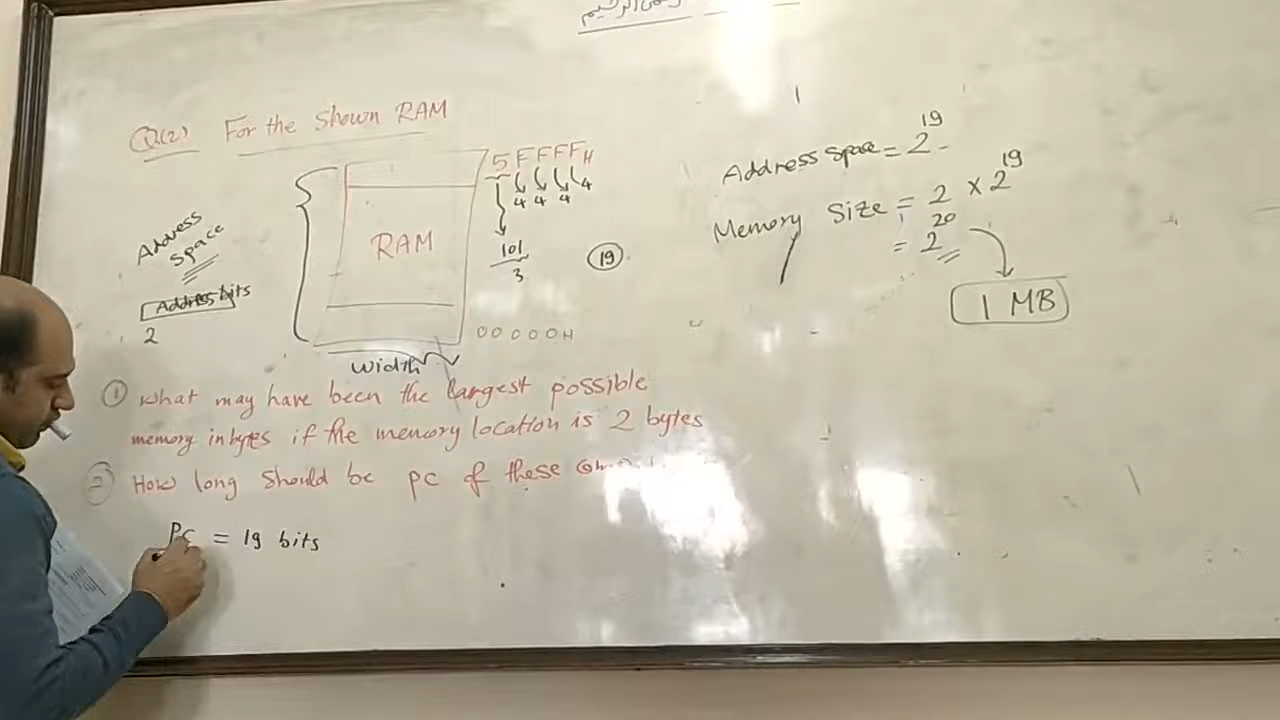 الرحيم
Q(2) For the Shown RAM
5FFFFH
4 4 4 4
101
3
19
Address
space
Address bits
2
RAM
00000H
width
① what may have been the largest possible
memory in bytes if the memory location is 2 bytes
② How long should be pc of these
PC = 19 bits
Address space = 2^19
Memory Size = 2 × 2^19
= 2^20
1 MB